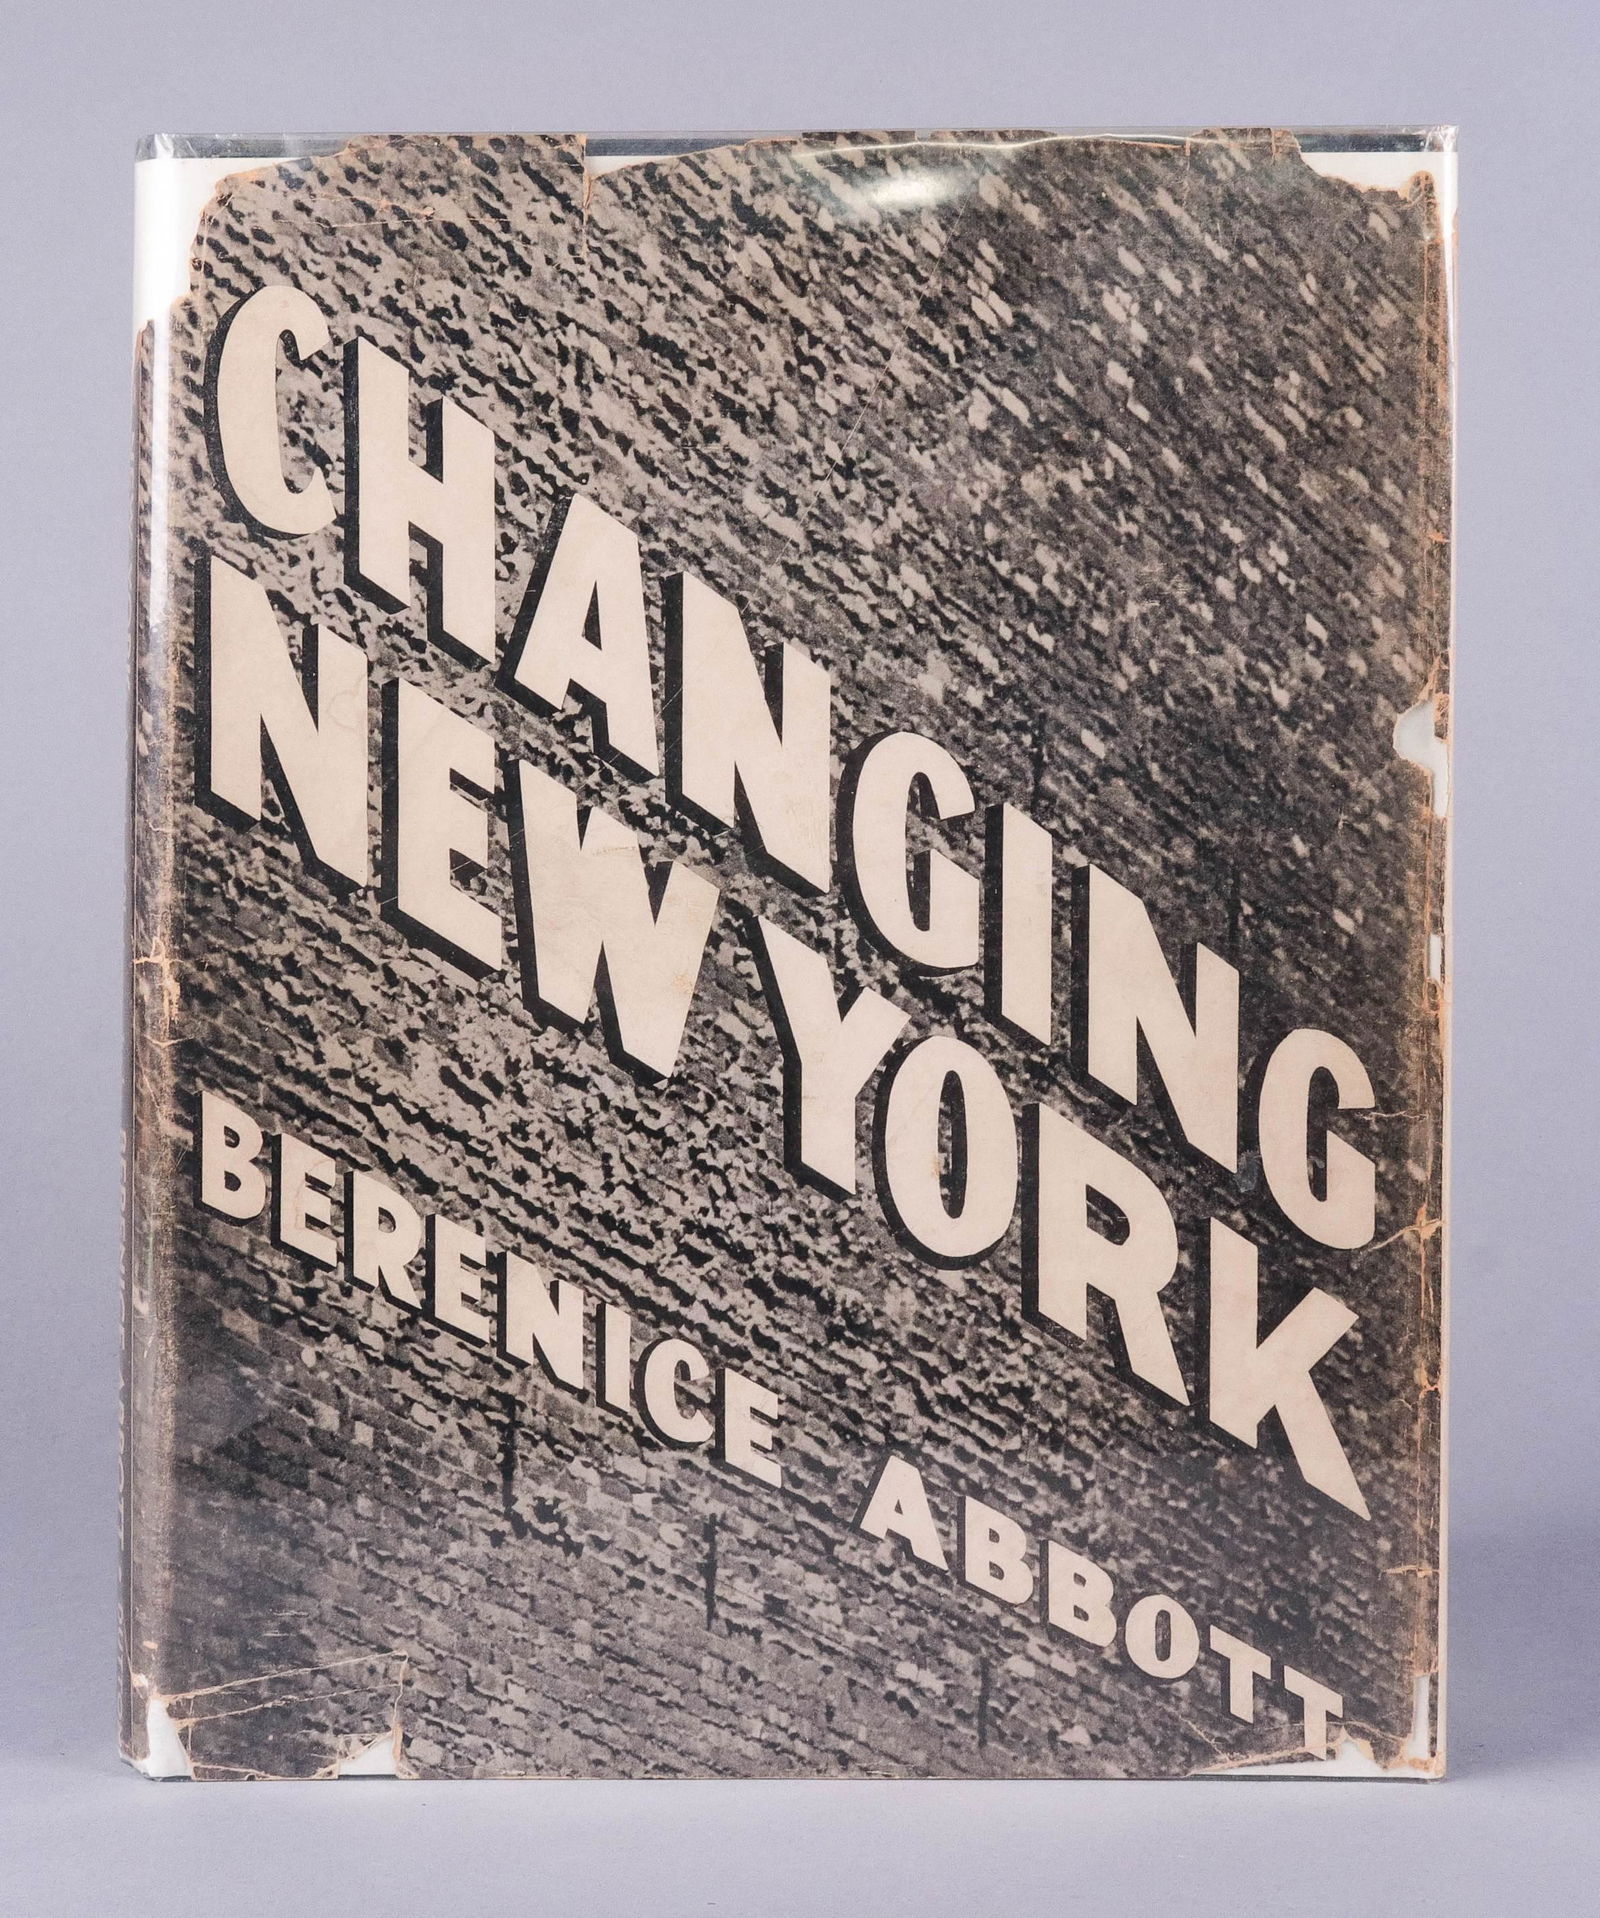 CHANGING
NEW YORK
BERENICE ABBOTT